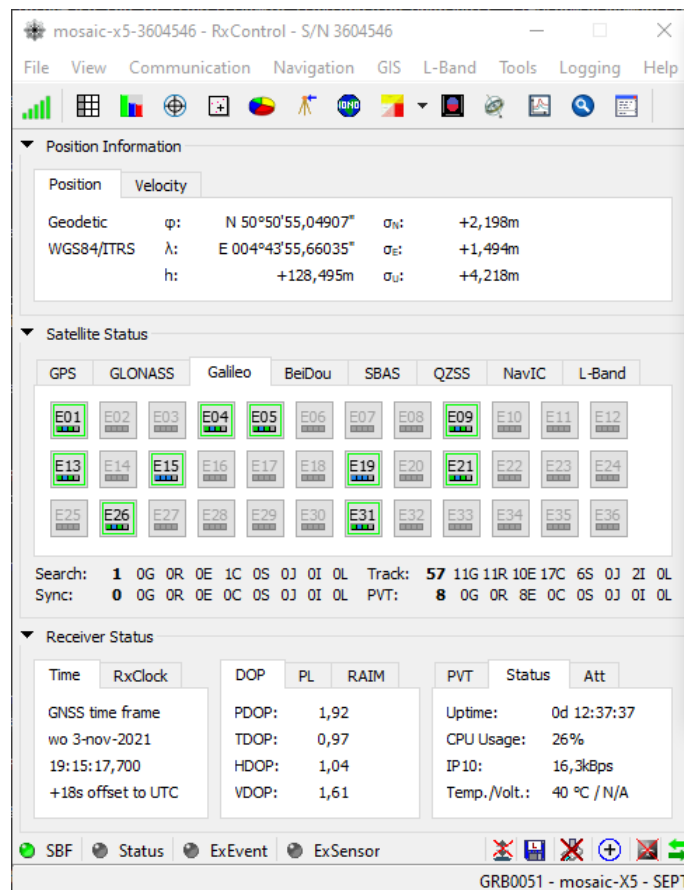 mosaic-x5-3604546 - RxControl - S/N 3604546
File View Communication Navigation GIS L-Band Tools Logging Help
IONO
Position Information
Position Velocity
Geodetic φ: N 50°50'55,04907" σN: +2,198m
WGS84/ITRS λ: E 004°43'55,66035" σE: +1,494m
h: +128,495m σU: +4,218m
Satellite Status
GPS GLONASS Galileo BeiDou SBAS QZSS NavIC L-Band
E01 E02 E03 E04 E05 E06 E07 E08 E09 E10 E11 E12
E13 E14 E15 E16 E17 E18 E19 E20 E21 E22 E23 E24
E25 E26 E27 E28 E29 E30 E31 E32 E33 E34 E35 E36
Search: 1 0G 0R 0E 1C 0S 0J 0I 0L Track: 57 11G 11R 10E 17C 6S 0J 2I 0L
Sync: 0 0G 0R 0E 0C 0S 0J 0I 0L PVT: 8 0G 0R 8E 0C 0S 0J 0I 0L
Receiver Status
Time RxClock DOP PL RAIM PVT Status Att
GNSS time frame PDOP: 1,92 Uptime: 0d 12:37:37
wo 3-nov-2021 TDOP: 0,97 CPU Usage: 26%
19:15:17,700 HDOP: 1,04 IP10: 16,3kBps
+18s offset to UTC VDOP: 1,61 Temp./Volt.: 40 °C / N/A
SBF Status ExEvent ExSensor
GRB0051 - mosaic-X5 - SEPT